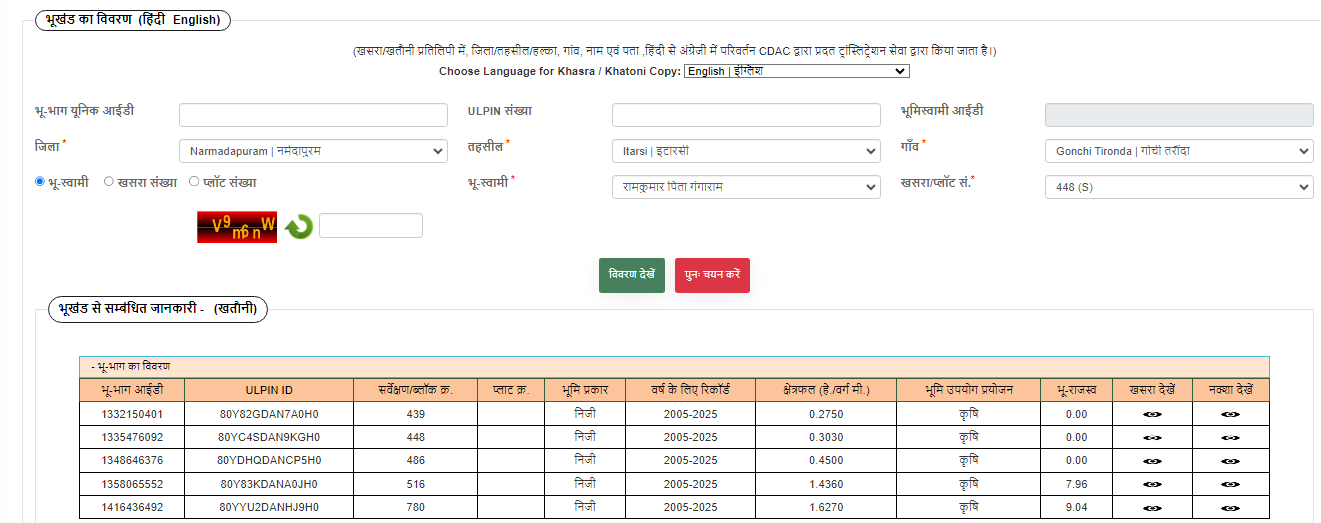 भूखंड का विवरण (हिंदी English)
(खसरा/खतौनी प्रतिलिपी में, जिला/तहसील/हल्का, गांव, नाम एवं पता ,हिंदी से अंग्रेजी में परिवर्तन CDAC द्वारा प्रदत ट्रांस्लिट्रेशन सेवा द्वारा किया जाता है।)
Choose Language for Khasra / Khatoni Copy: English | इंग्लिश
भू-भाग यूनिक आईडी ULPIN संख्या भूमिस्वामी आईडी
जिला * Narmadapuram | नर्मदापुरम तहसील * Itarsi | इटारसी गाँव * Gonchi Tironda | गोंची तरोंदा
भू-स्वामी खसरा संख्या प्लॉट संख्या भू-स्वामी * रामकुमार पिता गंगाराम खसरा/प्लॉट सं.* 448 (S)
विवरण देखें पुनः चयन करें
भूखंड से सम्बंधित जानकारी - (खतौनी)
- भू-भाग का विवरण
भू-भाग आईडी ULPIN ID सर्वेक्षण/ब्लॉक क्र. प्लाट क्र. भूमि प्रकार वर्ष के लिए रिकॉर्ड क्षेत्रफल (हे./वर्ग मी.) भूमि उपयोग प्रयोजन भू-राजस्व खसरा देखें नक्शा देखें
1332150401 80Y82GDAN7A0H0 439 निजी 2005-2025 0.2750 कृषि 0.00
1335476092 80YC4SDAN9KGH0 448 निजी 2005-2025 0.3030 कृषि 0.00
1348646376 80YDHQDANCP5H0 486 निजी 2005-2025 0.4500 कृषि 0.00
1358065552 80Y83KDANA0JH0 516 निजी 2005-2025 1.4360 कृषि 7.96
1416436492 80YYU2DANHJ9H0 780 निजी 2005-2025 1.6270 कृषि 9.04